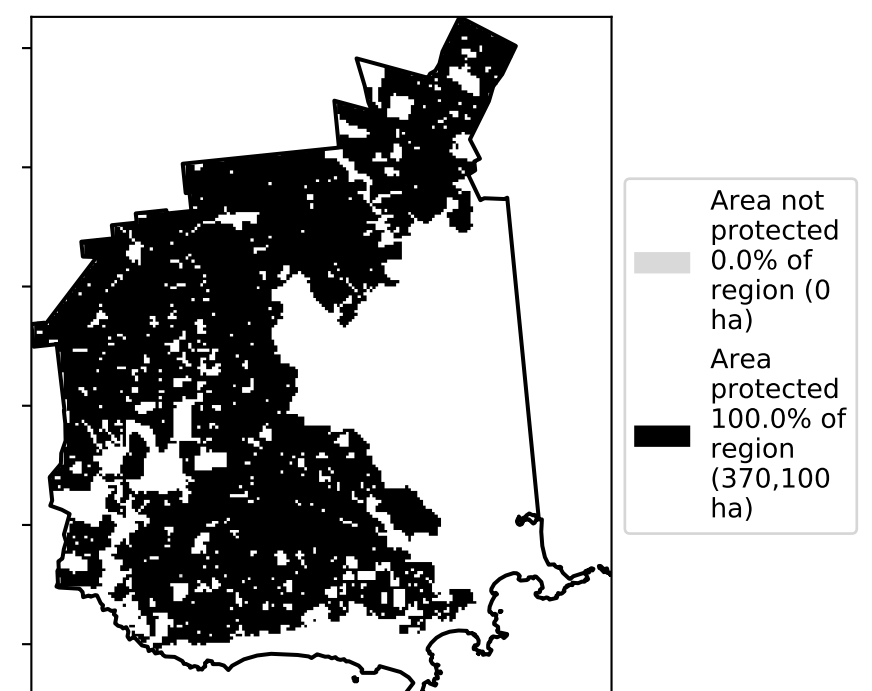 Area not
protected
0.0% of
region (0
ha)
Area
protected
100.0% of
region
(370,100
ha)